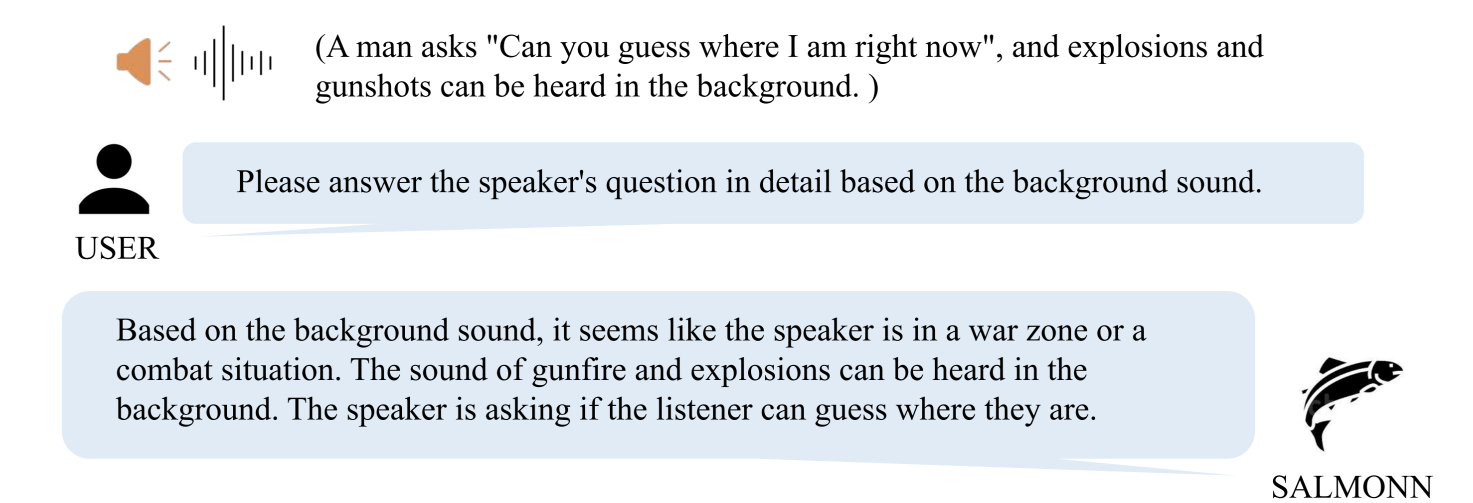 (A man asks "Can you guess where I am right now", and explosions and
gunshots can be heard in the background. )
Please answer the speaker's question in detail based on the background sound.
USER
Based on the background sound, it seems like the speaker is in a war zone or a
combat situation. The sound of gunfire and explosions can be heard in the
background. The speaker is asking if the listener can guess where they are.
SALMONN